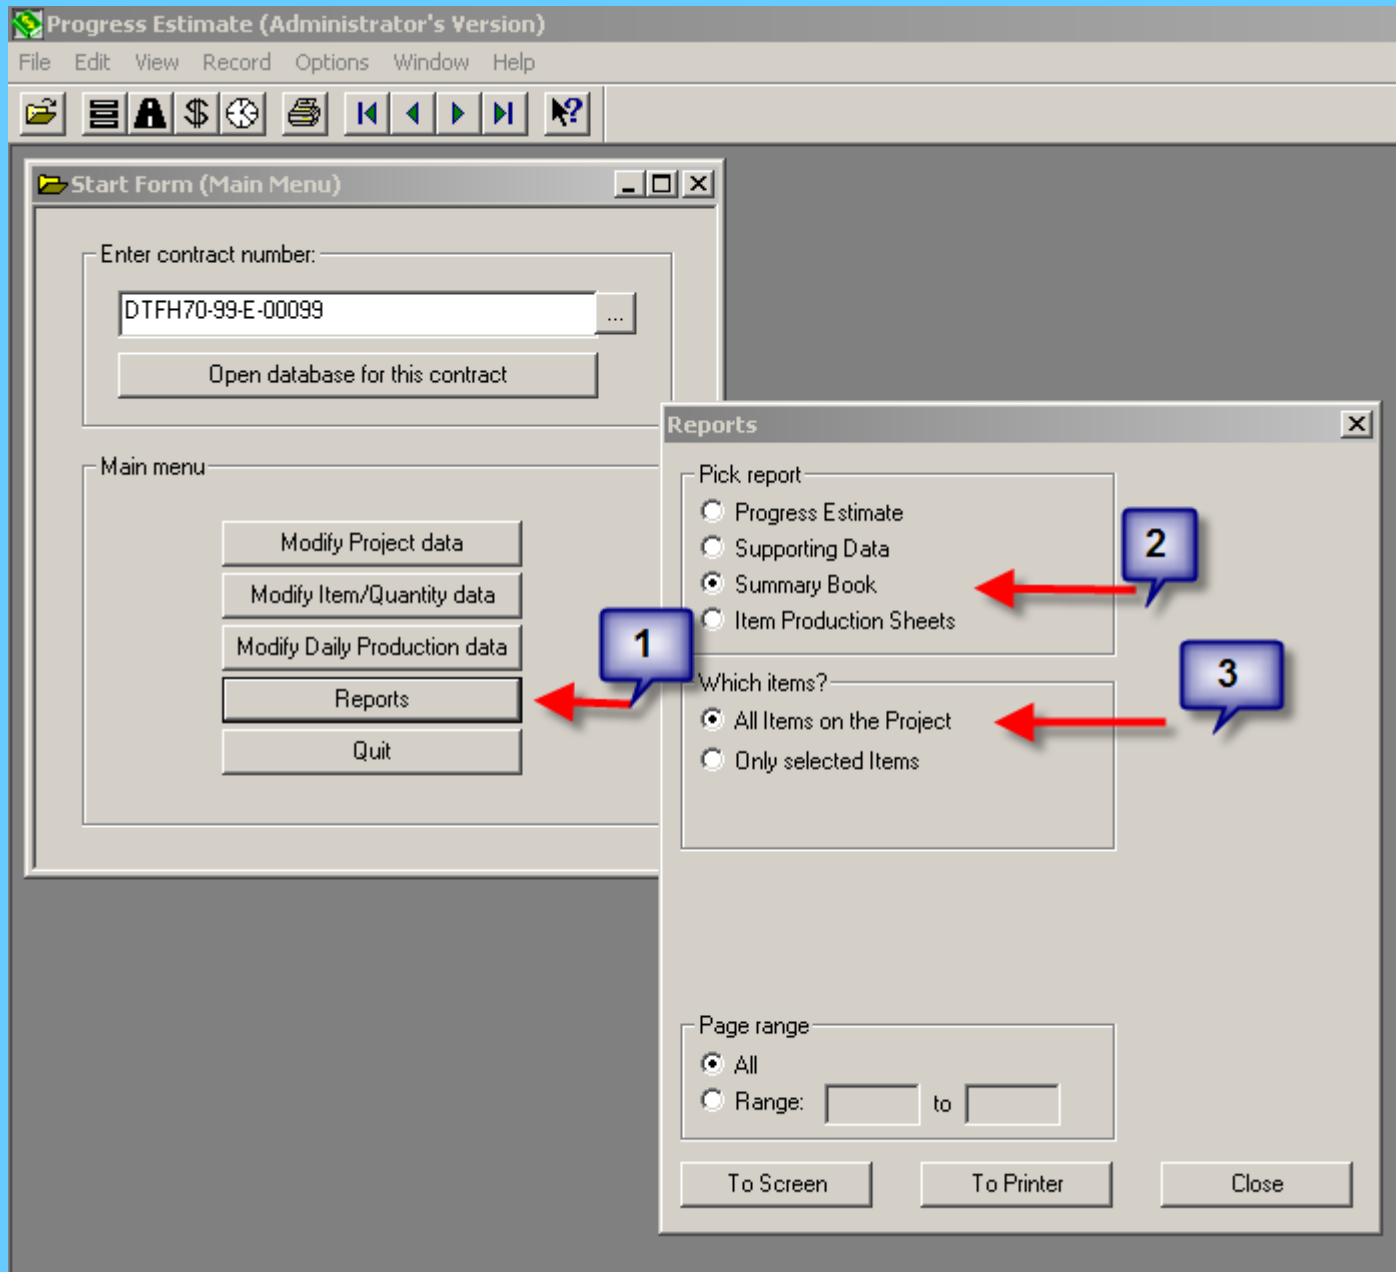 Progress Estimate (Administrator's Version)
File Edit View Record Options Window Help
Start Form (Main Menu)
Enter contract number:
DTFH70-99-E-00099
...
Open database for this contract
Main menu
Modify Project data
Modify Item/Quantity data
Modify Daily Production data
Reports
Quit
1
Reports
Pick report
Progress Estimate
Supporting Data
Summary Book
Item Production Sheets
2
Which items?
All Items on the Project
Only selected Items
3
Page range
All
Range: to
To Screen To Printer Close